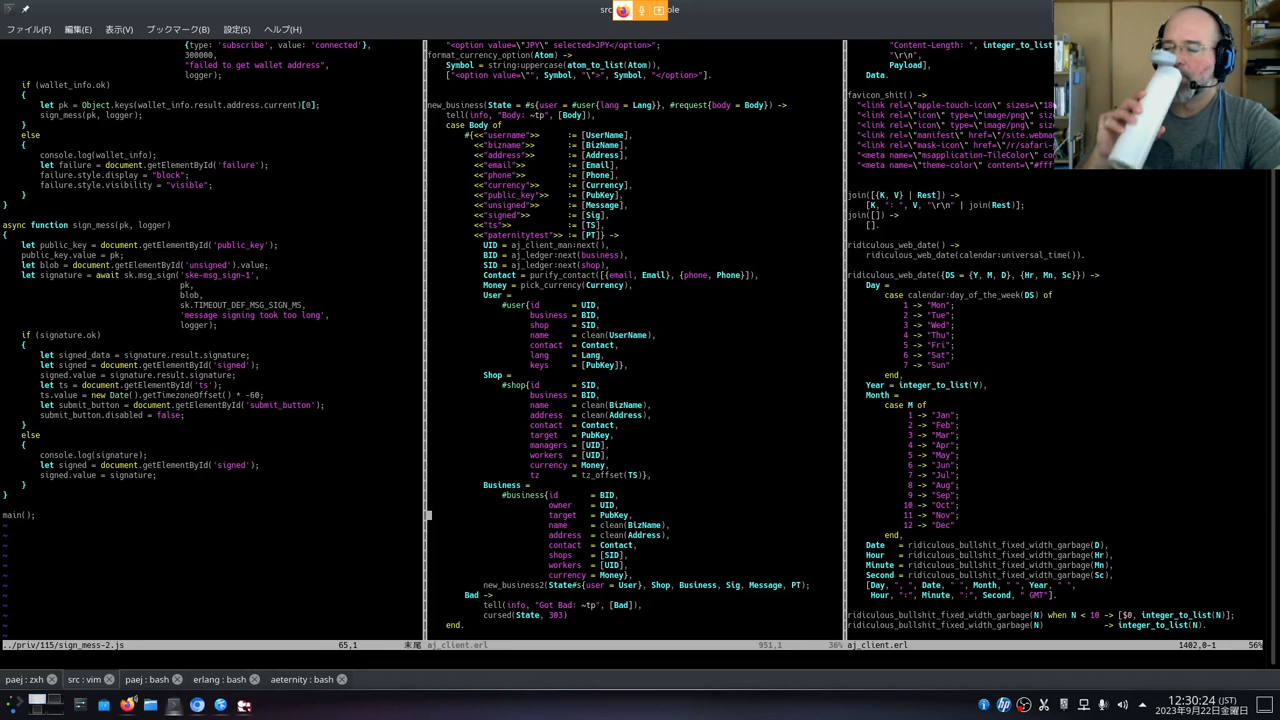 src
ole
ファイル(F)
編集(E)
表示(V)
ブックマーク(B)
設定(S)
ヘルプ(H)
{type: 'subscribe', value: 'connected'},
300000,
"failed to get wallet address",
logger);
if (wallet_info.ok)
{
let pk = Object.keys(wallet_info.result.address.current)[0];
sign_mess(pk, logger);
}
else
{
console.log(wallet_info);
let failure = document.getElementById('failure');
failure.style.display = "block";
failure.style.visibility = "visible";
}
}
async function sign_mess(pk, logger)
{
let public_key = document.getElementById('public_key');
public_key.value = pk;
let blob = document.getElementById('unsigned').value;
let signature = await sk.msg_sign('ske-msg_sign-1',
pk,
blob,
sk.TIMEOUT_DEF_MSG_SIGN_MS,
'message signing took too long',
logger);
if (signature.ok)
{
let signed_data = signature.result.signature;
let signed = document.getElementById('signed');
signed.value = signature.result.signature;
let ts = document.getElementById('ts');
ts.value = new Date().getTimezoneOffset() * -60;
let submit_button = document.getElementById('submit_button');
submit_button.disabled = false;
}
else
{
console.log(signature);
let signed = document.getElementById('signed');
signed.value = signature;
}
}
main();
~
~
~
~
~
~
~
~
~
~
~
~
../priv/115/sign_mess-2.js 65,1 末尾
"<option value=\"JPY\" selected>JPY</option>";
format_currency_option(Atom) ->
Symbol = string:uppercase(atom_to_list(Atom)),
["<option value=\"", Symbol, "\">", Symbol, "</option>"].
new_business(State = #s{user = #user{lang = Lang}}, #request{body = Body}) ->
tell(info, "Body: ~tp", [Body]),
case Body of
#{<<"username">> := [UserName],
<<"bizname">> := [BizName],
<<"address">> := [Address],
<<"email">> := [Email],
<<"phone">> := [Phone],
<<"currency">> := [Currency],
<<"public_key">> := [PubKey],
<<"unsigned">> := [Message],
<<"signed">> := [Sig],
<<"ts">> := [TS],
<<"paternitytest">> := [PT]} ->
UID = aj_client_man:next(),
BID = aj_ledger:next(business),
SID = aj_ledger:next(shop),
Contact = purify_contact([{email, Email}, {phone, Phone}]),
Money = pick_currency(Currency),
User =
#user{id = UID,
business = BID,
shop = SID,
name = clean(UserName),
contact = Contact,
lang = Lang,
keys = [PubKey]},
Shop =
#shop{id = SID,
business = BID,
name = clean(BizName),
address = clean(Address),
contact = Contact,
target = PubKey,
managers = [UID],
workers = [UID],
currency = Money,
tz = tz_offset(TS)},
Business =
#business{id = BID,
owner = UID,
target = PubKey,
name = clean(BizName),
address = clean(Address),
contact = Contact,
shops = [SID],
workers = [UID],
currency = Money},
new_business2(State#s{user = User}, Shop, Business, Sig, Message, PT);
Bad ->
tell(info, "Got Bad: ~tp", [Bad]),
cursed(State, 303)
end.
aj_client.erl 951,1 36%
"Content-Length: ", integer_to_list
"\r\n",
Payload],
Data.
favicon_shit() ->
"<link rel=\"apple-touch-icon\" sizes=\"18
"<link rel=\"icon\" type=\"image/png\" size
"<link rel=\"icon\" type=\"image/png\" size
"<link rel=\"manifest\" href=\"/site.webma
"<link rel=\"mask-icon\" href=\"/r/safari-
"<meta name=\"msapplication-TileColor\" co
"<meta name=\"theme-color\" content=\"#fff
join([{K, V} | Rest]) ->
[K, ": ", V, "\r\n" | join(Rest)];
join([]) ->
[].
ridiculous_web_date() ->
ridiculous_web_date(calendar:universal_time()).
ridiculous_web_date({DS = {Y, M, D}, {Hr, Mn, Sc}}) ->
Day =
case calendar:day_of_the_week(DS) of
1 -> "Mon";
2 -> "Tue";
3 -> "Wed";
4 -> "Thu";
5 -> "Fri";
6 -> "Sat";
7 -> "Sun"
end,
Year = integer_to_list(Y),
Month =
case M of
1 -> "Jan";
2 -> "Feb";
3 -> "Mar";
4 -> "Apr";
5 -> "May";
6 -> "Jun";
7 -> "Jul";
8 -> "Aug";
9 -> "Sep";
10 -> "Oct";
11 -> "Nov";
12 -> "Dec"
end,
Date = ridiculous_bullshit_fixed_width_garbage(D),
Hour = ridiculous_bullshit_fixed_width_garbage(Hr),
Minute = ridiculous_bullshit_fixed_width_garbage(Mn),
Second = ridiculous_bullshit_fixed_width_garbage(Sc),
[Day, ", ", Date, " ", Month, " ", Year, " ",
Hour, ":", Minute, ":", Second, " GMT"].
ridiculous_bullshit_fixed_width_garbage(N) when N < 10 -> [$0, integer_to_list(N)];
ridiculous_bullshit_fixed_width_garbage(N) -> integer_to_list(N).
aj_client.erl 1402,0-1 56%
paej : zxh
src : vim
paej : bash
erlang : bash
aeternity : bash
12:30:24 (JST)
2023年9月22日金曜日